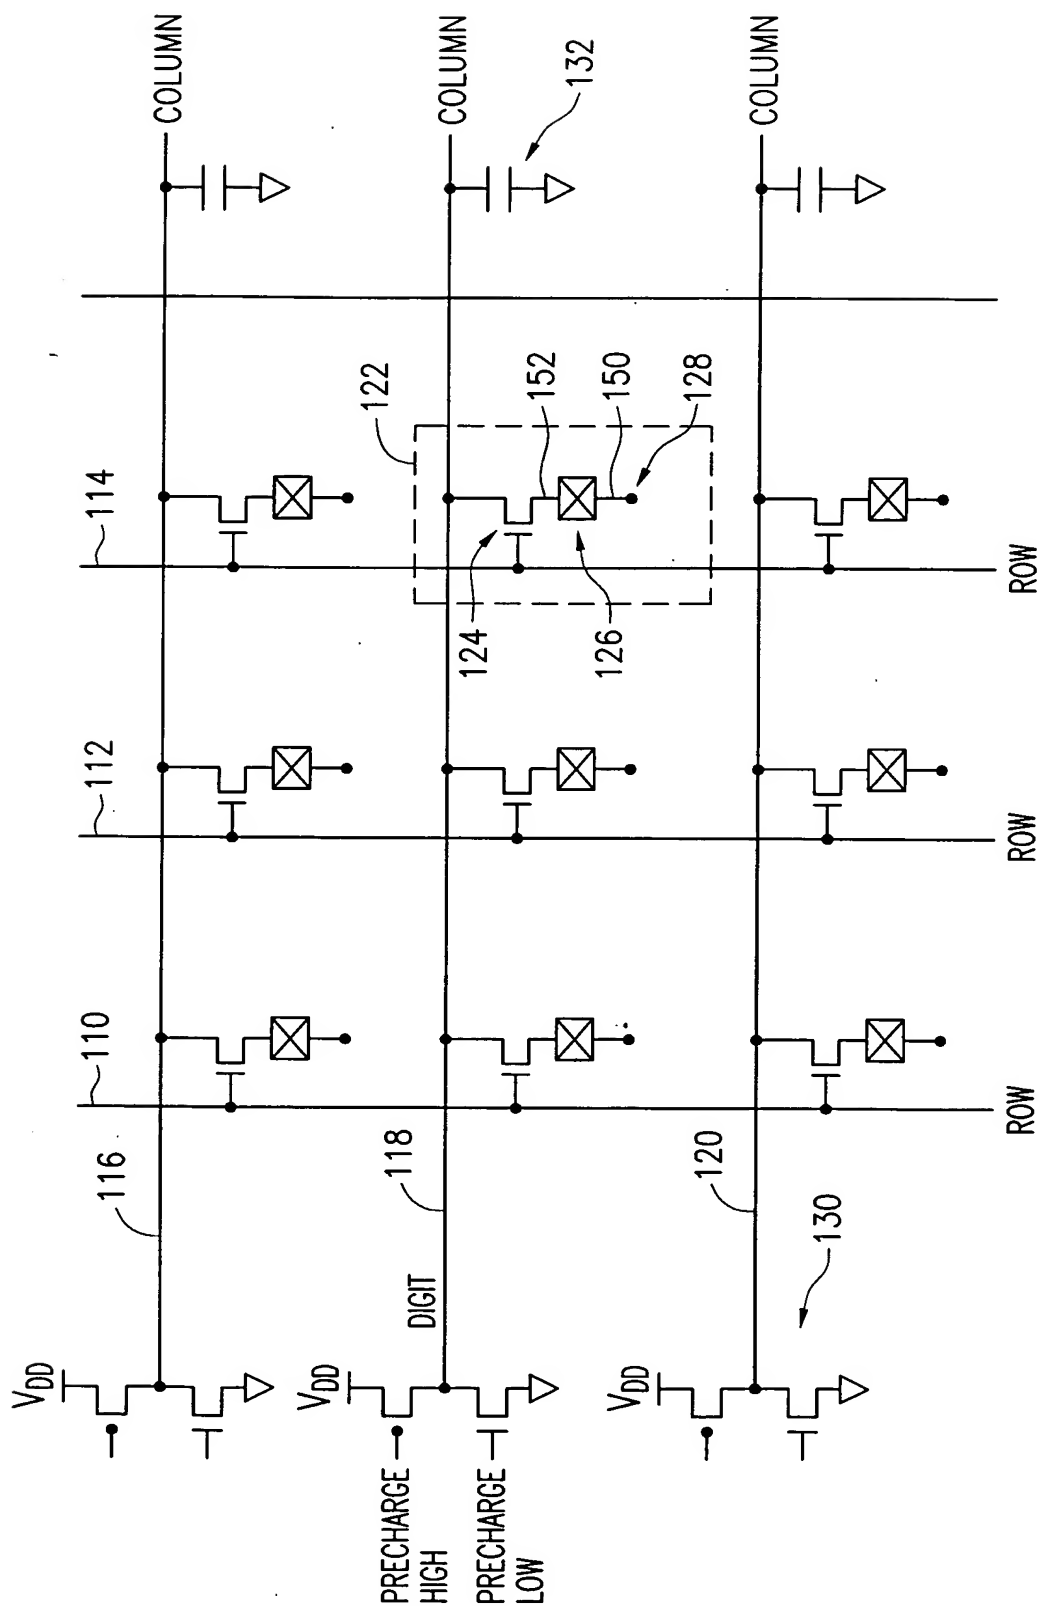 COLUMN
COLUMN
132
COLUMN
114
122
152
150
128
124
126
ROW
112
ROW
110
ROW
116
118
120
DIGIT
130
VDD
VDD
VDD
PRECHARGE
HIGH
PRECHARGE
LOW